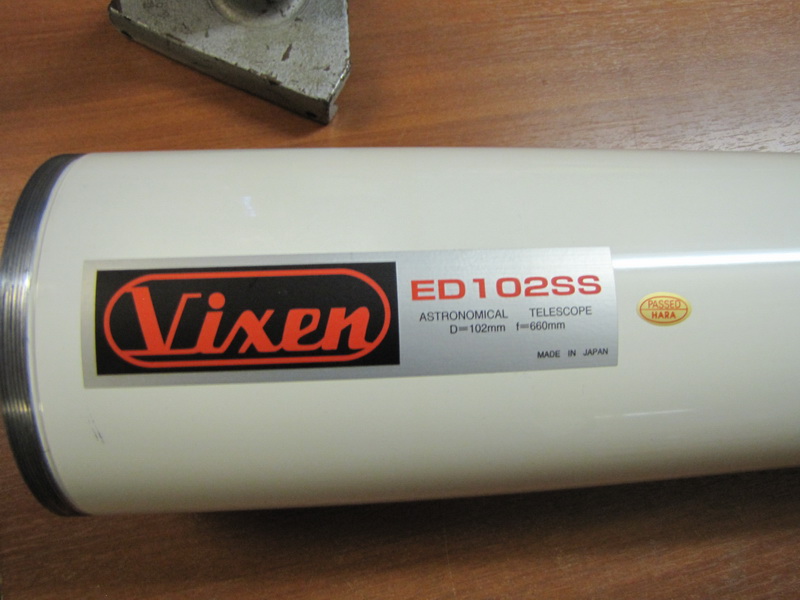 Vixen
ED102SS
ASTRONOMICAL TELESCOPE
D=102mm f=660mm
MADE IN JAPAN
PASSED
HARA